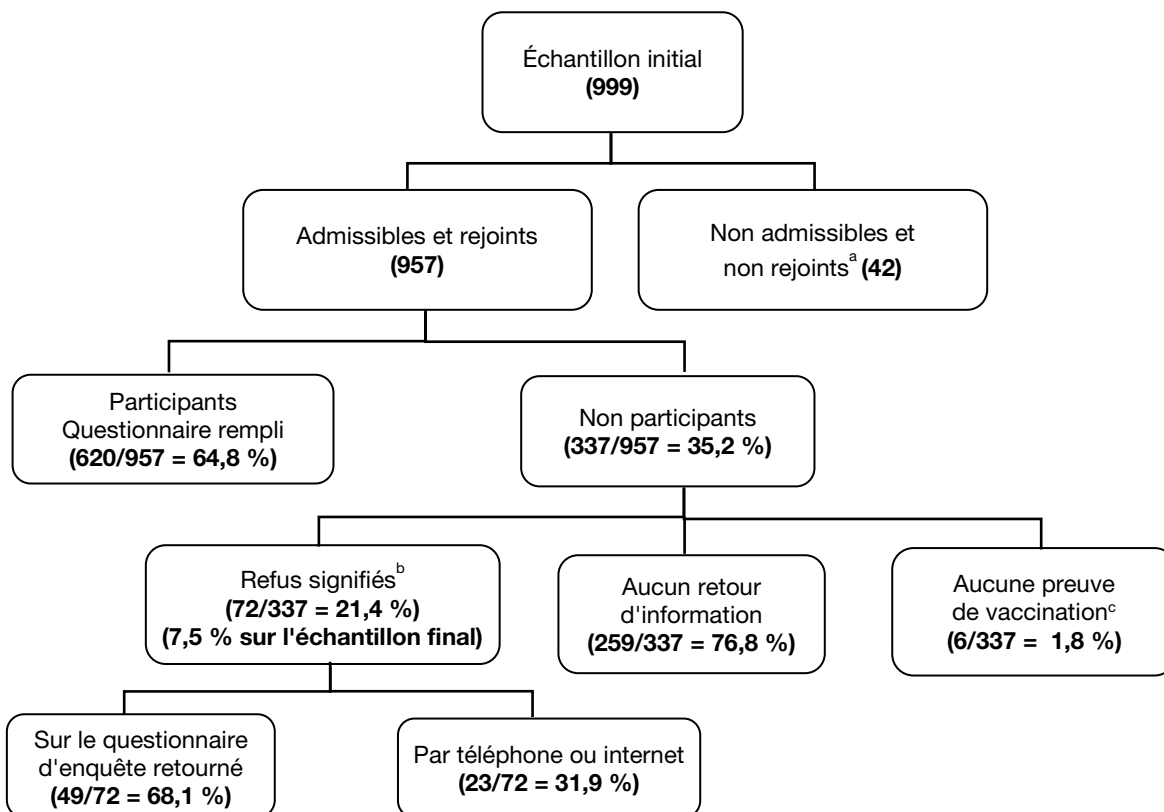 Échantillon initial
(999)
Admissibles et rejoints
(957)
Non admissibles et
non rejointsᵃ (42)
Participants
Questionnaire rempli
(620/957 = 64,8 %)
Non participants
(337/957 = 35,2 %)
Refus signifiésᵇ
(72/337 = 21,4 %)
(7,5 % sur l'échantillon final)
Aucun retour
d'information
(259/337 = 76,8 %)
Aucune preuve
de vaccinationᶜ
(6/337 = 1,8 %)
Sur le questionnaire
d'enquête retourné
(49/72 = 68,1 %)
Par téléphone ou internet
(23/72 = 31,9 %)